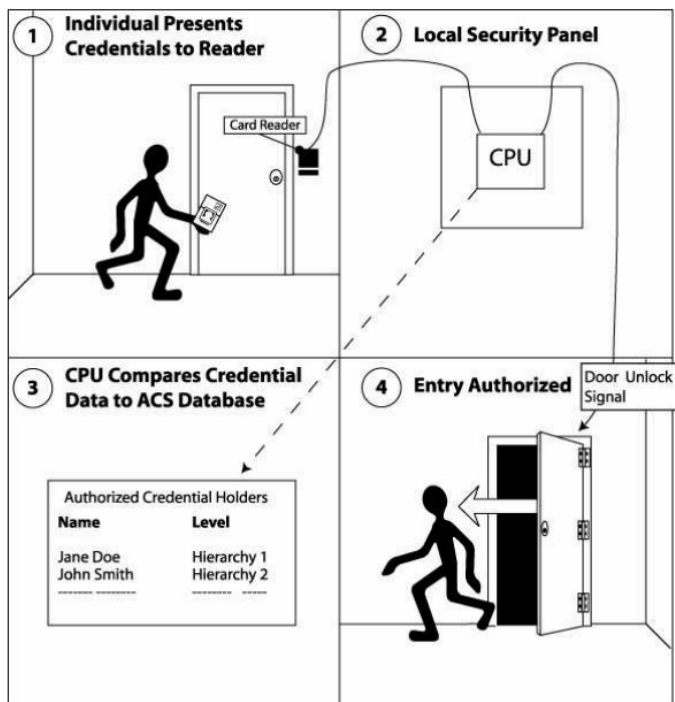 1
Individual Presents
Credentials to Reader
Card Reader
2
Local Security Panel
CPU
3
CPU Compares Credential
Data to ACS Database
Authorized Credential Holders
Name Level
Jane Doe Hierarchy 1
John Smith Hierarchy 2
------- -------- -------- -----
4
Entry Authorized
Door Unlock
Signal